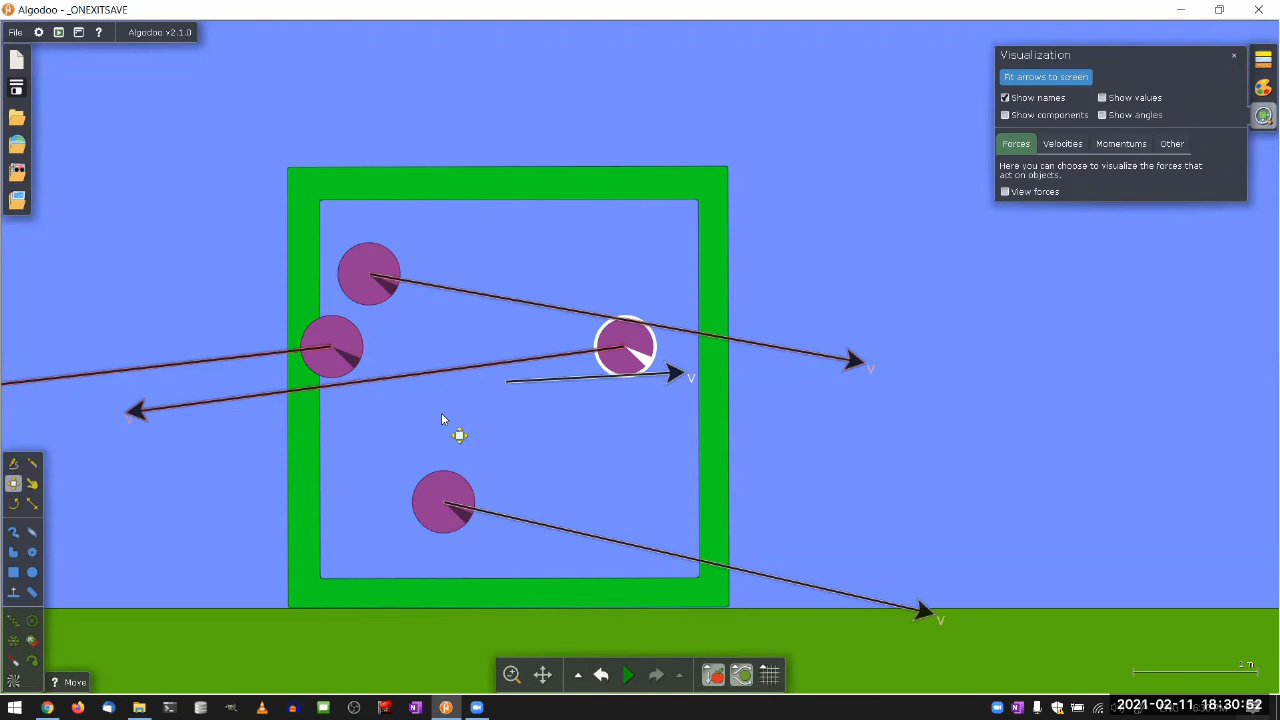 Algodoo - _ONEXITSAVE
File
?
Algodoo v2.1.0
Visualization
Fit arrows to screen
Show names
Show values
Show components
Show angles
Forces
Velocities
Momentums
Other
Here you can choose to visualize the forces that
act on objects.
View forces
V
V
V
V
1 m
? Move
2021-02-11 18:30:52